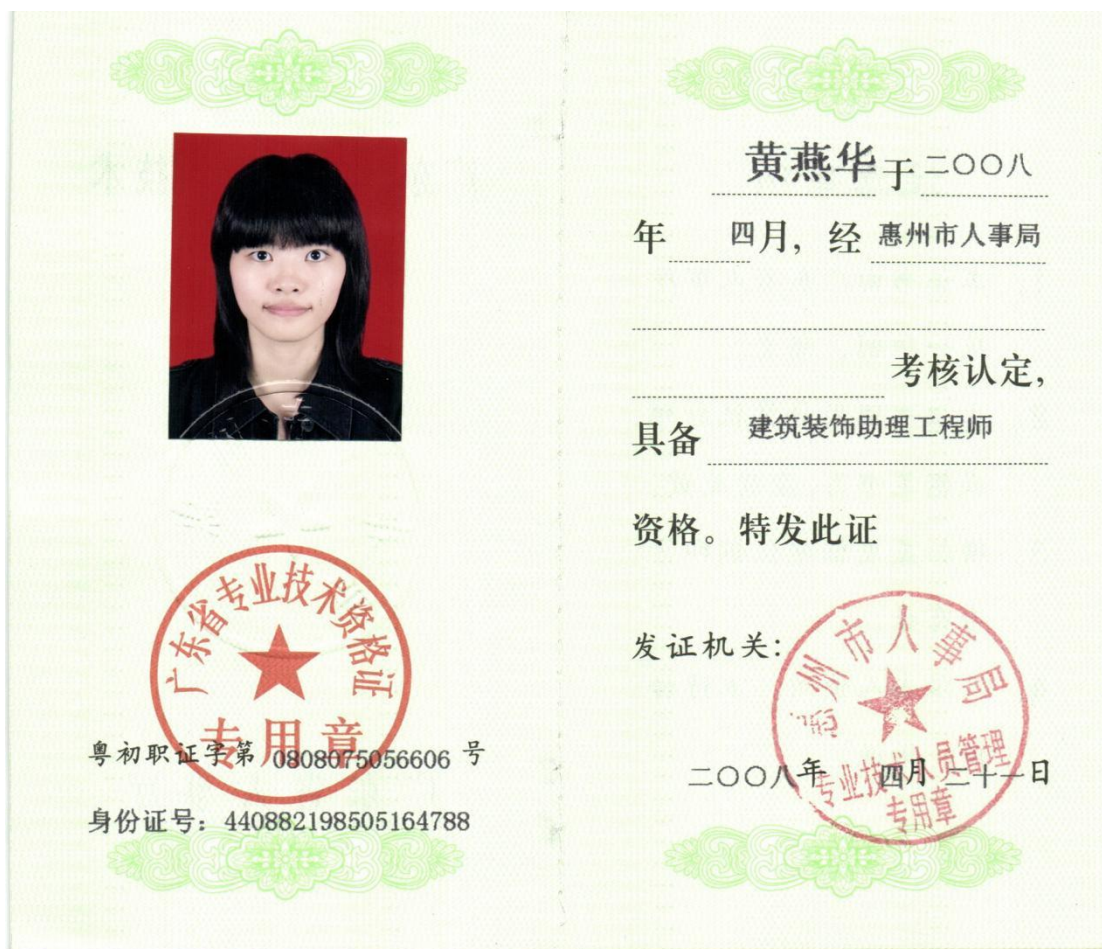 广东省专业技术资格证
专用章
粤初职证字第 0808075056606 号
身份证号：440882198505164788
黄燕华于二〇〇八
年 四月，经 惠州市人事局
考核认定，
具备 建筑装饰助理工程师
资格。特发此证
发证机关：
惠州市人事局
专业技术人员管理
专用章
二〇〇八年 四月 二十一日